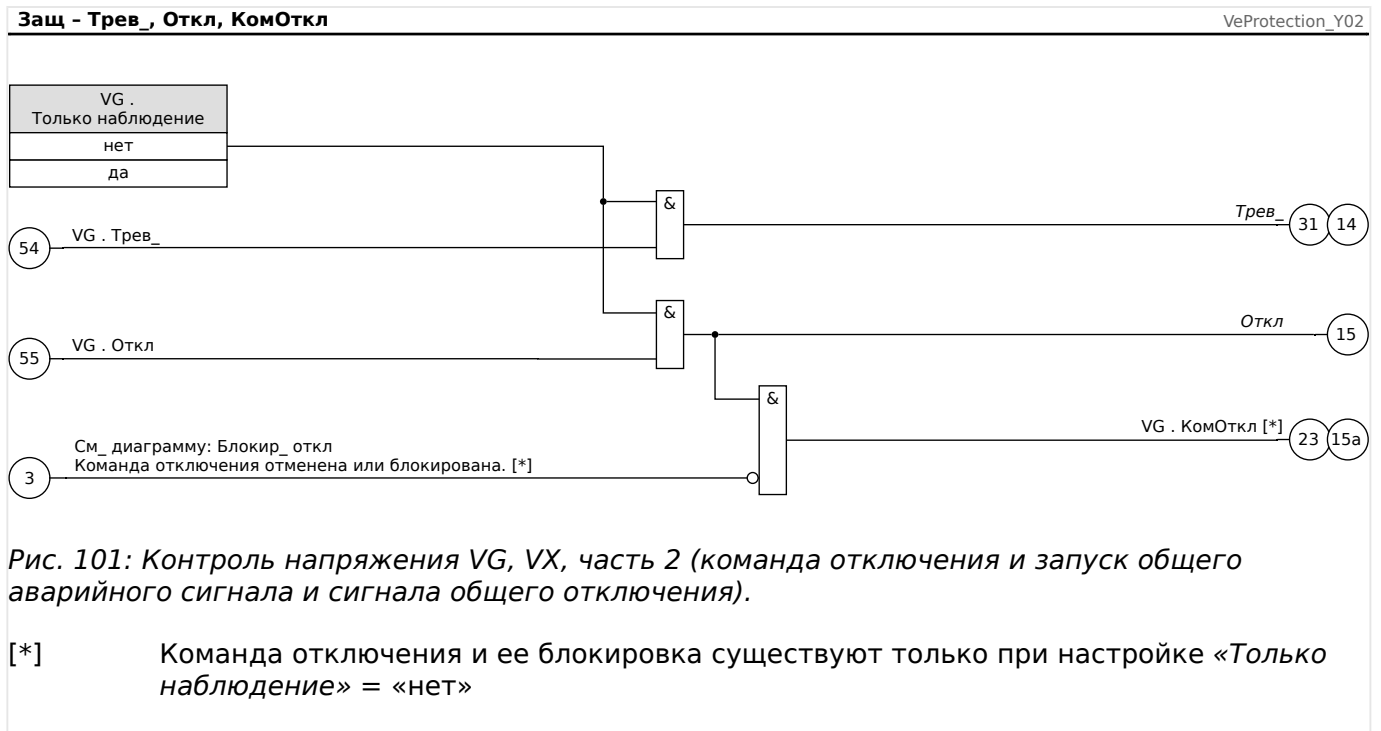 Защ – Трев_, Откл, КомОткл
VeProtection_Y02
VG .
Только наблюдение
нет
да
&
Трев_
31
14
54
VG . Трев_
&
Откл
15
55
VG . Откл
&
VG . КомОткл [*]
23
15a
См_ диаграмму: Блокир_ откл
Команда отключения отменена или блокирована. [*]
3
Рис. 101: Контроль напряжения VG, VX, часть 2 (команда отключения и запуск общего
аварийного сигнала и сигнала общего отключения).
[*] Команда отключения и ее блокировка существуют только при настройке «Только
наблюдение» = «нет»